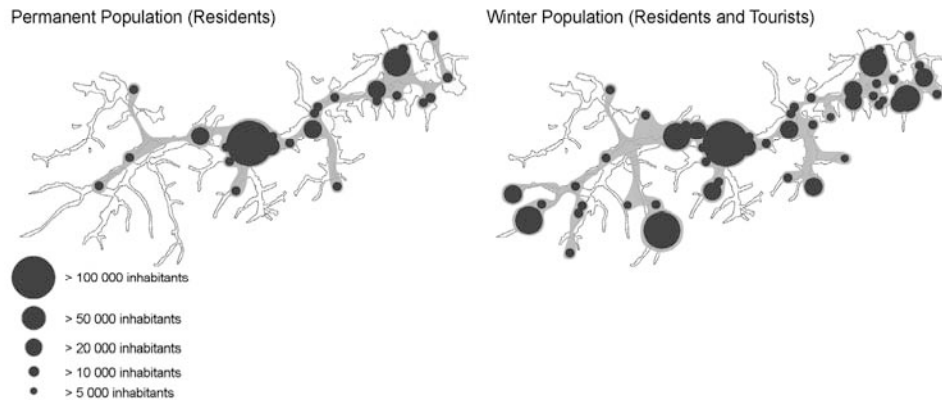 Permanent Population (Residents)
Winter Population (Residents and Tourists)
> 100 000 inhabitants
> 50 000 inhabitants
> 20 000 inhabitants
> 10 000 inhabitants
> 5 000 inhabitants